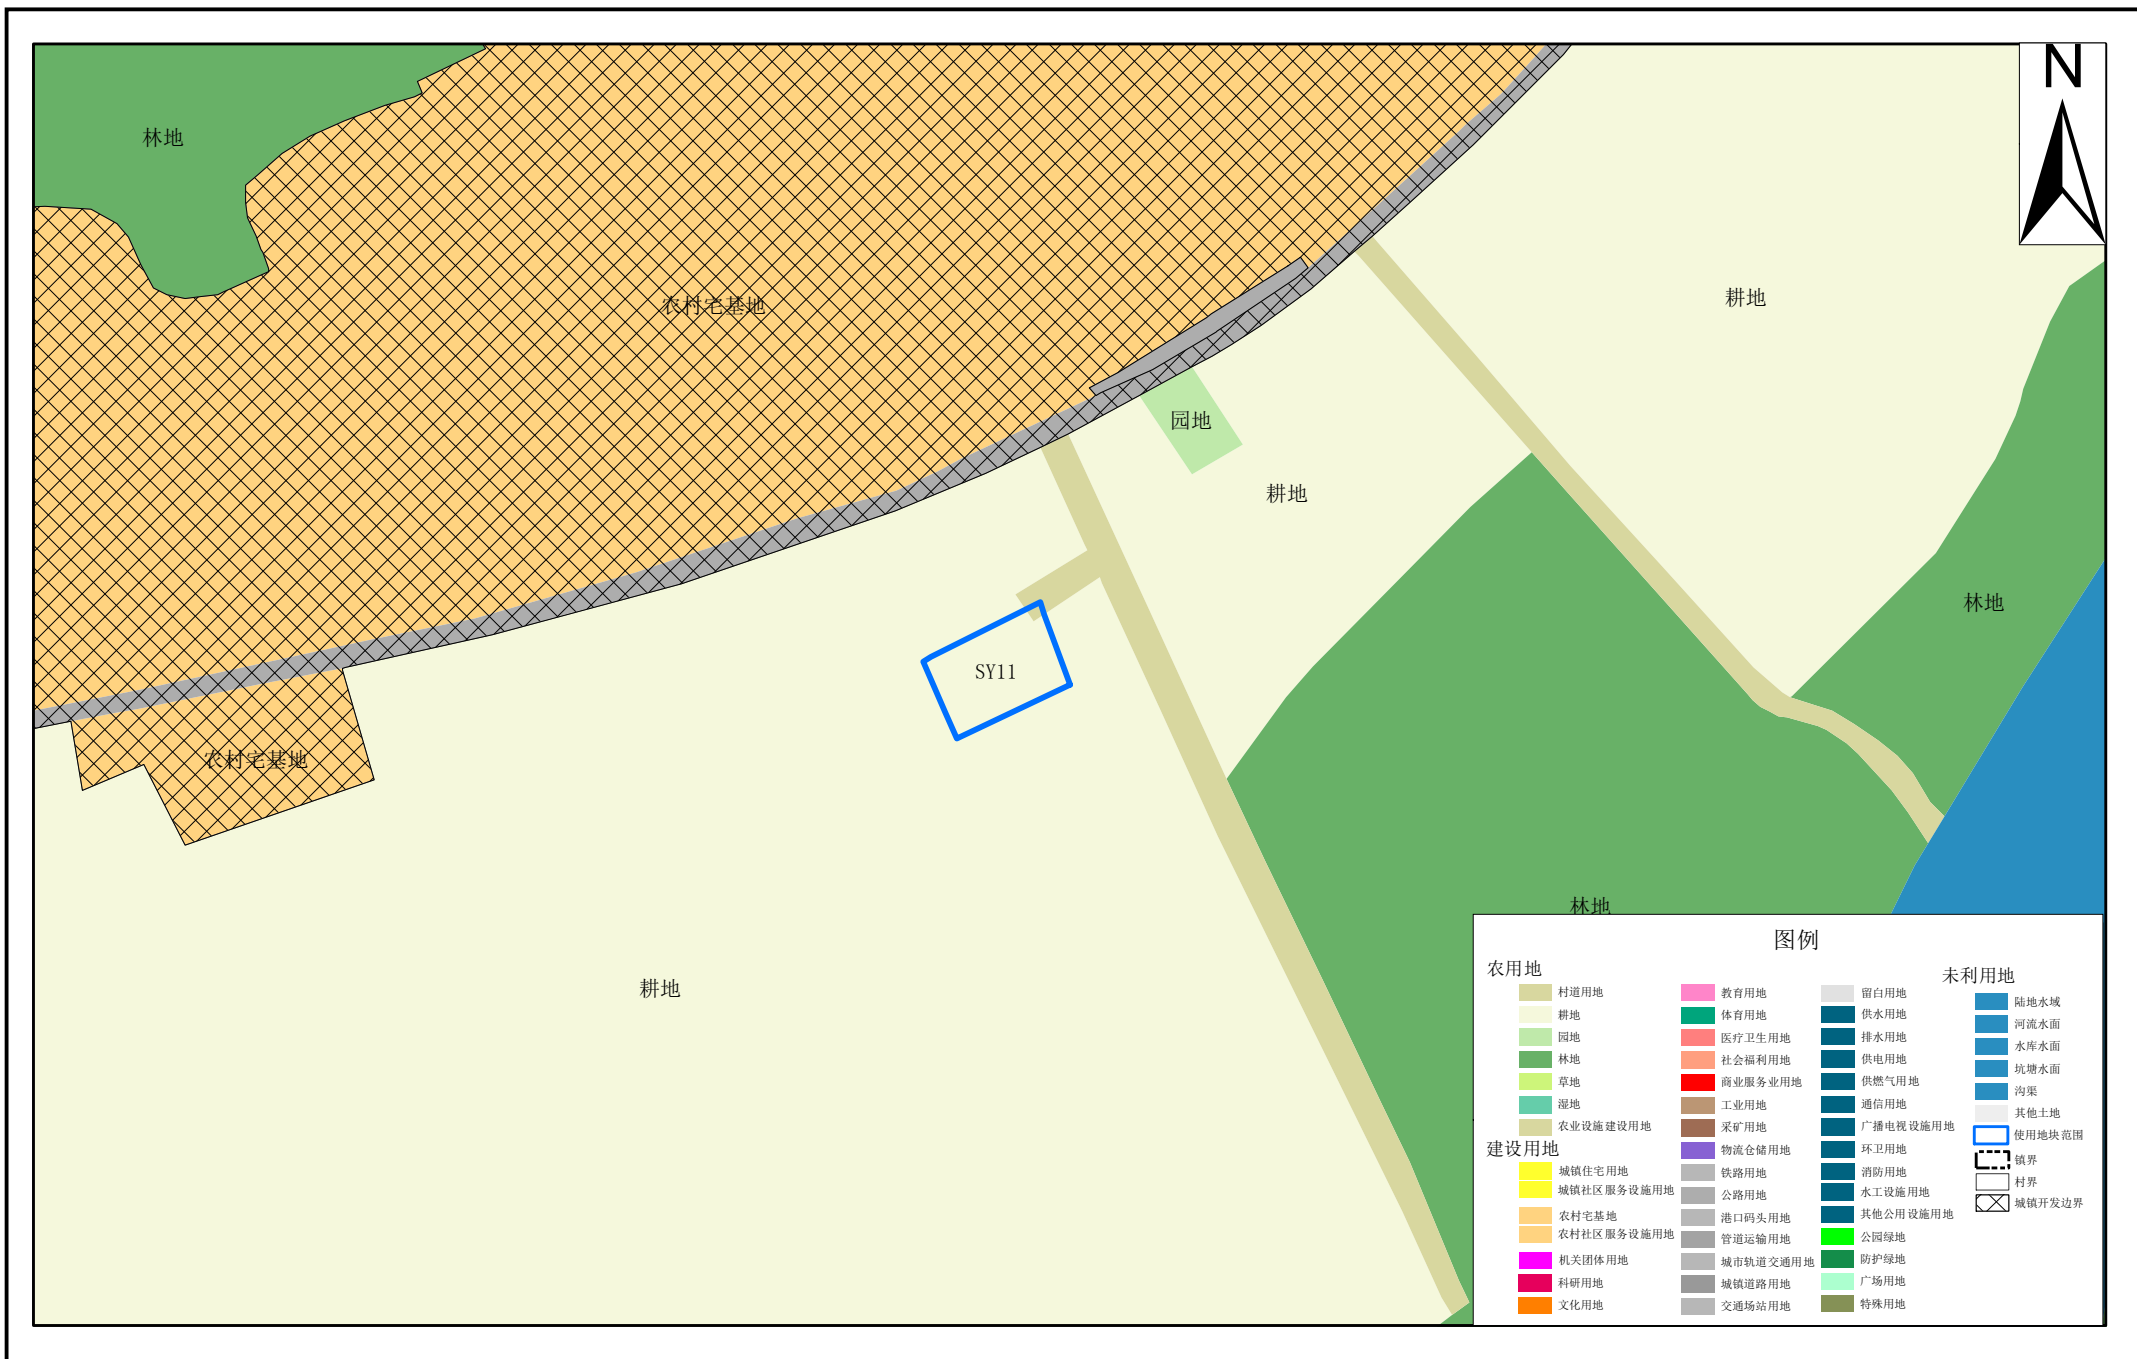 N
林地
农村宅基地
耕地
园地
耕地
林地
SY11
农村宅基地
林地
耕地
图例
农用地
村道用地
耕地
园地
林地
草地
湿地
农业设施建设用地
建设用地
城镇住宅用地
城镇社区服务设施用地
农村宅基地
农村社区服务设施用地
机关团体用地
科研用地
文化用地
教育用地
体育用地
医疗卫生用地
社会福利用地
商业服务业用地
工业用地
采矿用地
物流仓储用地
铁路用地
公路用地
港口码头用地
管道运输用地
城市轨道交通用地
城镇道路用地
交通场站用地
留白用地
供水用地
排水用地
供电用地
供燃气用地
通信用地
广播电视设施用地
环卫用地
消防用地
水工设施用地
其他公用设施用地
公园绿地
防护绿地
广场用地
特殊用地
未利用地
陆地水域
河流水面
水库水面
坑塘水面
沟渠
其他土地
使用地块范围
镇界
村界
城镇开发边界